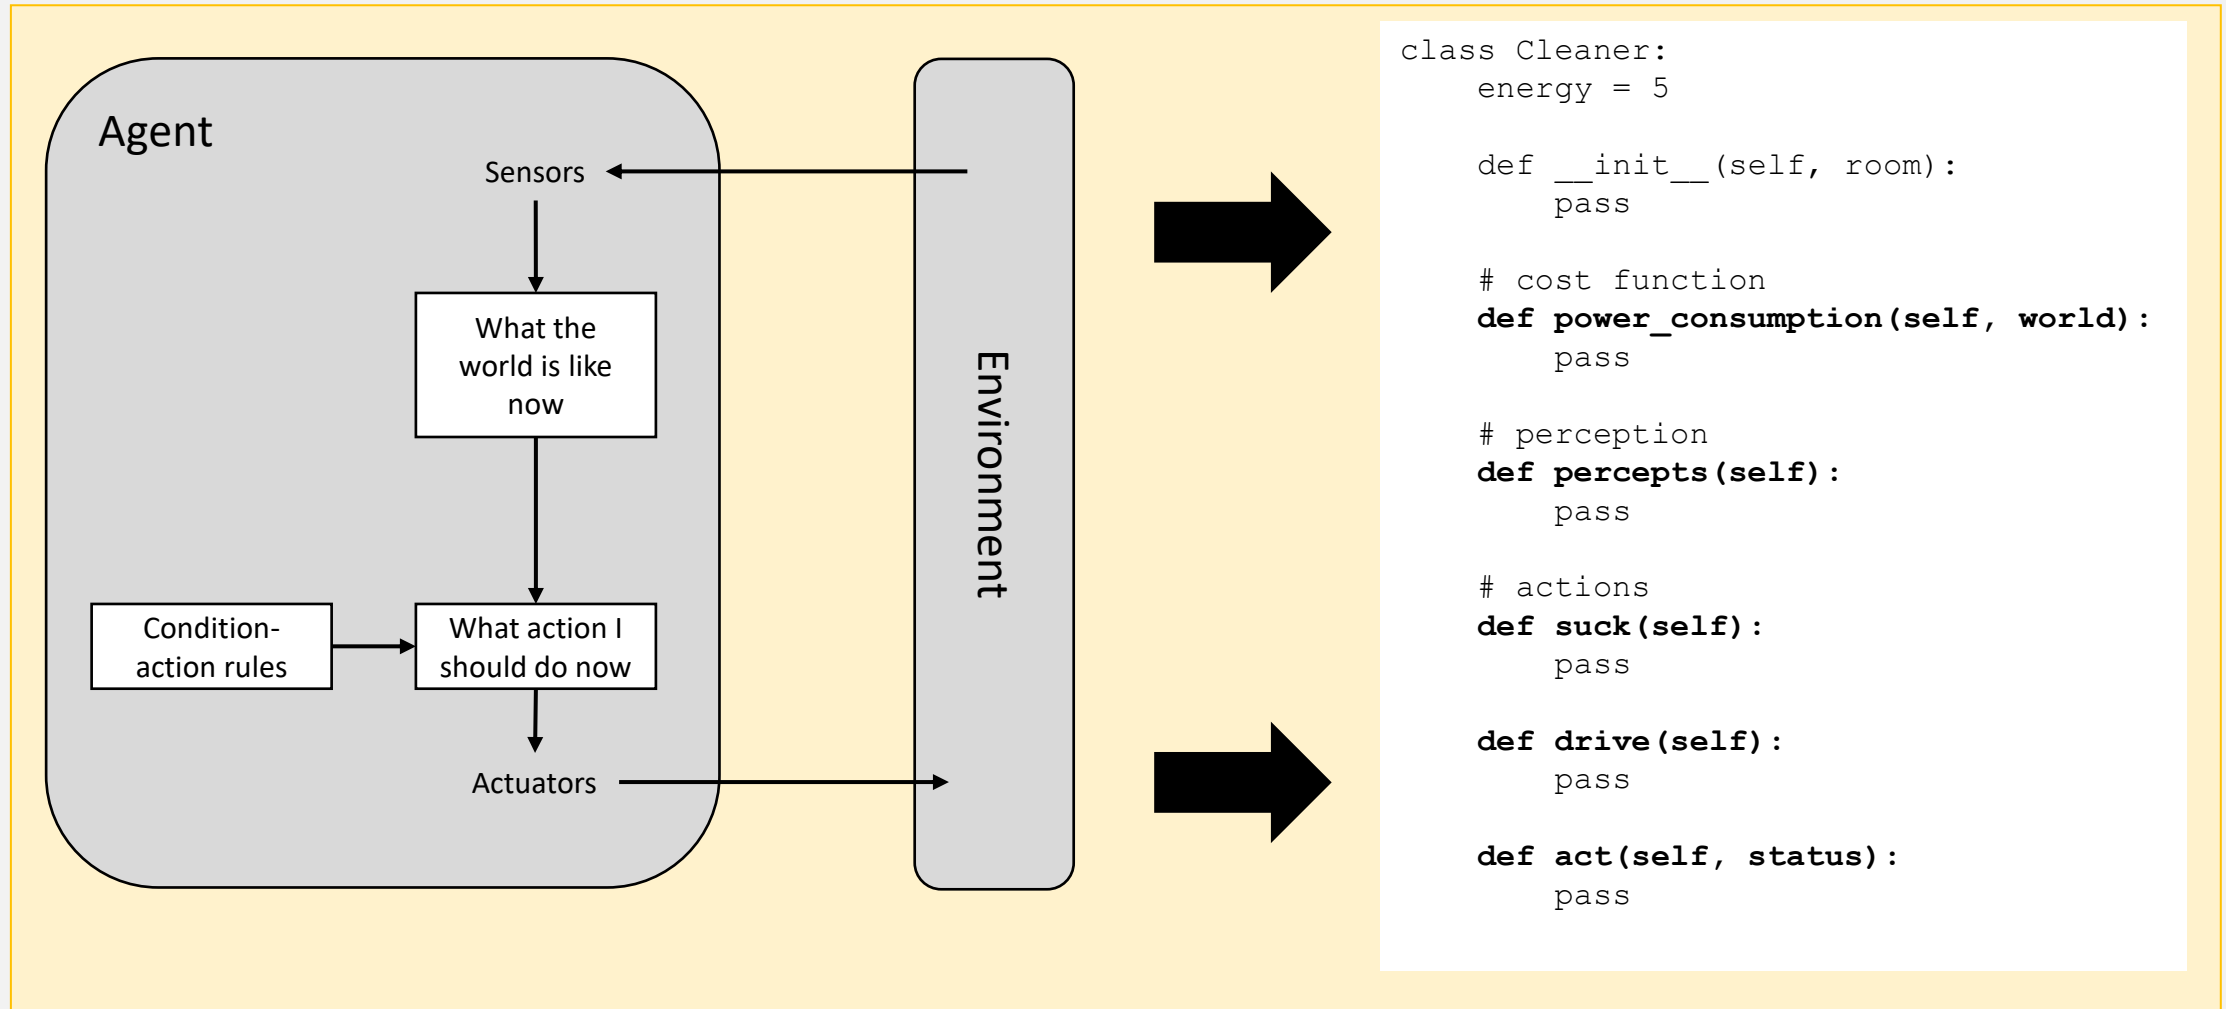 Agent
Sensors
What the
world is like
now
Condition-
action rules
What action I
should do now
Actuators
Environment
class Cleaner:
    energy = 5

    def __init__(self, room):
        pass

    # cost function
    def power_consumption(self, world):
        pass

    # perception
    def percepts(self):
        pass

    # actions
    def suck(self):
        pass

    def drive(self):
        pass

    def act(self, status):
        pass